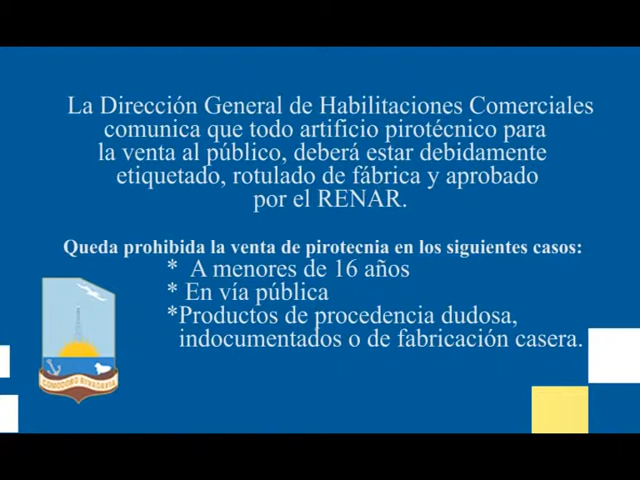 La Dirección General de Habilitaciones Comerciales
comunica que todo artificio pirotécnico para
la venta al público, deberá estar debidamente
etiquetado, rotulado de fábrica y aprobado
por el RENAR.
Queda prohibida la venta de pirotecnia en los siguientes casos:
* A menores de 16 años
* En vía pública
*Productos de procedencia dudosa,
indocumentados o de fabricación casera.
COMODORO RIVADAVIA